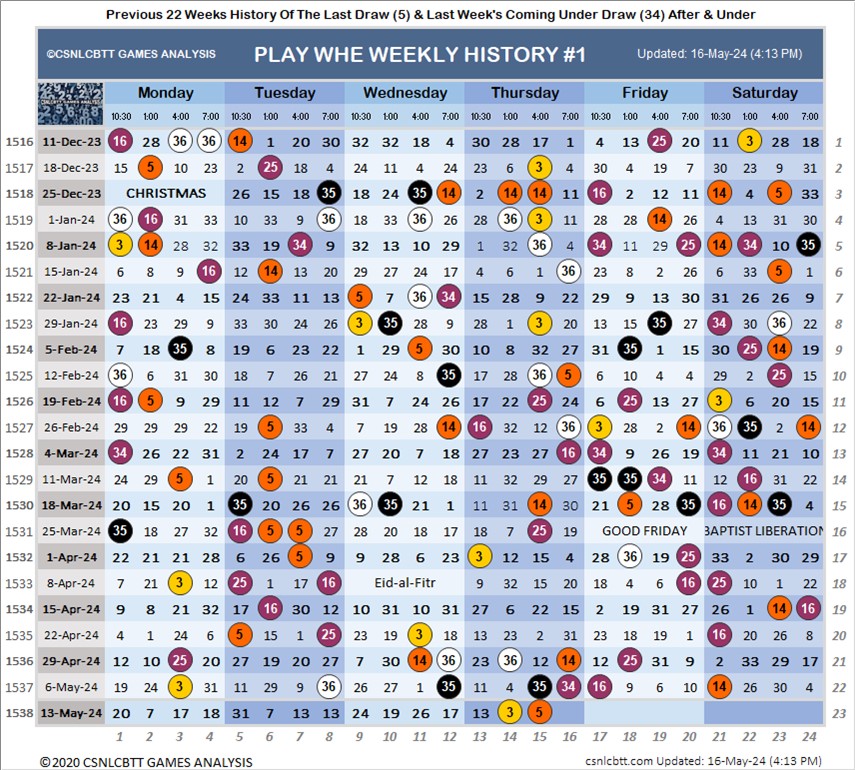 Previous 22 Weeks History Of The Last Draw (5) & Last Week's Coming Under Draw (34) After & Under
©CSNLCBTT GAMES ANALYSIS PLAY WHE WEEKLY HISTORY #1 Updated: 16-May-24 (4:13 PM)
CSNLCBTT GAMES ANALYSIS Monday Tuesday Wednesday Thursday Friday Saturday
10:30 1:00 4:00 7:00 10:30 1:00 4:00 7:00 10:30 1:00 4:00 7:00 10:30 1:00 4:00 7:00 10:30 1:00 4:00 7:00 10:30 1:00 4:00 7:00
1516 11-Dec-23 16 28 36 36 14 1 20 30 32 32 18 4 30 28 17 1 4 13 25 20 11 3 28 18 1
1517 18-Dec-23 15 5 10 23 2 25 18 4 24 11 4 24 23 6 3 4 20 19 4 20 30 23 9 31 2
1518 25-Dec-23 CHRISTMAS 26 15 18 35 18 24 35 14 2 14 14 11 16 2 12 11 14 4 5 33 3
1519 1-Jan-24 36 16 31 33 10 33 9 36 18 33 36 26 28 36 3 11 28 28 14 26 4 13 31 30 4
1520 8-Jan-24 3 14 28 32 33 19 34 9 32 13 10 29 1 32 36 4 34 11 29 25 14 34 10 35 5
1521 15-Jan-24 6 8 9 16 12 14 13 20 29 27 24 17 4 6 1 36 23 8 2 26 6 33 5 6 6
1522 22-Jan-24 23 21 4 15 24 33 11 13 5 7 36 34 15 28 9 22 29 9 13 30 31 26 26 9 7
1523 29-Jan-24 16 23 29 9 33 30 24 26 3 35 28 9 28 1 3 8 13 15 35 27 34 30 36 22 8
1524 5-Feb-24 7 18 35 8 19 6 23 22 1 29 5 30 10 8 32 27 31 35 1 15 30 25 14 19 9
1525 12-Feb-24 36 6 30 31 18 7 26 21 27 24 8 35 17 28 36 5 6 10 4 4 29 2 25 15 10
1526 19-Feb-24 16 5 9 29 11 12 7 29 31 7 24 26 7 22 25 27 6 25 13 27 3 6 20 15 11
1527 26-Feb-24 29 29 22 29 19 5 33 4 7 19 28 14 16 12 12 36 3 28 2 14 36 35 2 14 12
1528 4-Mar-24 34 26 22 31 2 24 17 7 27 20 7 18 27 23 7 16 34 9 26 19 34 11 21 10 13
1529 11-Mar-24 24 29 5 9 20 5 21 6 21 7 12 18 11 32 29 27 35 35 34 11 12 16 31 22 14
1530 18-Mar-24 20 15 20 1 35 20 26 26 36 35 21 1 11 31 14 30 21 5 28 35 16 14 35 4 15
1531 25-Mar-24 35 18 27 32 16 5 5 27 28 20 18 17 18 7 25 19 GOOD FRIDAY BAPTIST LIBERATION 16
1532 1-Apr-24 22 21 21 28 6 32 5 9 9 28 6 23 3 12 15 4 28 36 19 25 33 2 30 29 17
1533 8-Apr-24 7 21 3 12 25 1 17 16 Eid-al-Fitr 9 32 15 20 18 4 6 16 25 10 1 22 18
1534 15-Apr-24 9 8 21 32 17 16 30 12 10 31 10 31 27 6 22 15 2 19 31 27 26 1 14 16 19
1535 22-Apr-24 4 1 24 6 5 15 1 25 29 11 3 18 13 23 2 31 23 18 19 1 16 20 26 8 20
1536 29-Apr-24 12 10 25 20 27 19 20 27 7 30 14 36 23 36 12 14 12 25 31 9 2 33 29 17 21
1537 6-May-24 19 24 3 31 11 29 9 36 26 27 12 35 11 4 35 34 16 9 6 10 14 26 30 4 22
1538 13-May-24 20 7 17 18 31 7 13 13 24 19 26 17 13 3 5 23
1 2 3 4 5 6 7 8 9 10 11 12 13 14 15 16 17 18 19 20 21 22 23 24
©2020 CSNLCBTT GAMES ANALYSIS csnlcbtt.com Updated: 16-May-24 (4:13 PM)